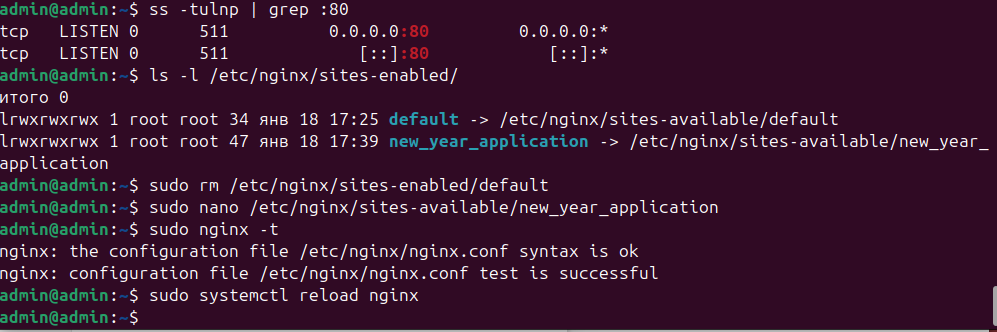 admin@admin:~$ ss -tulnp | grep :80
tcp   LISTEN 0      511          0.0.0.0:80         0.0.0.0:*
tcp   LISTEN 0      511             [::]:80            [::]:*
admin@admin:~$ ls -l /etc/nginx/sites-enabled/
итого 0
lrwxrwxrwx 1 root root 34 янв 18 17:25 default -> /etc/nginx/sites-available/default
lrwxrwxrwx 1 root root 47 янв 18 17:39 new_year_application -> /etc/nginx/sites-available/new_year_
application
admin@admin:~$ sudo rm /etc/nginx/sites-enabled/default
admin@admin:~$ sudo nano /etc/nginx/sites-available/new_year_application
admin@admin:~$ sudo nginx -t
nginx: the configuration file /etc/nginx/nginx.conf syntax is ok
nginx: configuration file /etc/nginx/nginx.conf test is successful
admin@admin:~$ sudo systemctl reload nginx
admin@admin:~$